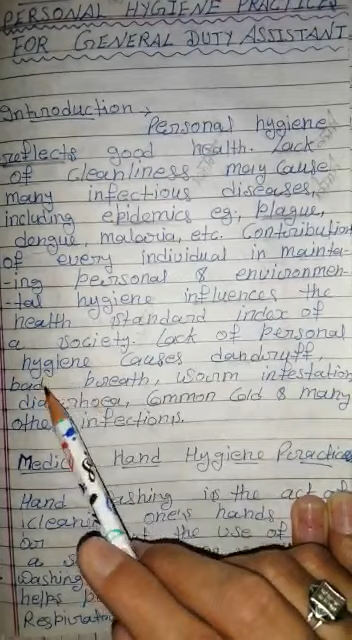 PERSONAL HYGIENE PRACTICES
FOR GENERAL DUTY ASSISTANT
Introduction
Personal hygiene
reflects good health. Lack
of cleanliness may cause
many infectious diseases,
including epidemics eg., plague,
dengue, malaria, etc. Contribution
of every individual in mainta-
-ing personal & environmen-
-tal hygiene influences the
health standard index of
a society. Lack of personal
hygiene causes dandruff,
bad breath, worm infestation
diarrhoea, Common Cold & many
other infections.
Medic Hand Hygiene Practice
Hand washing is the act of
cleaning one's hands
or the use of
a
Washing
helps
Respirato